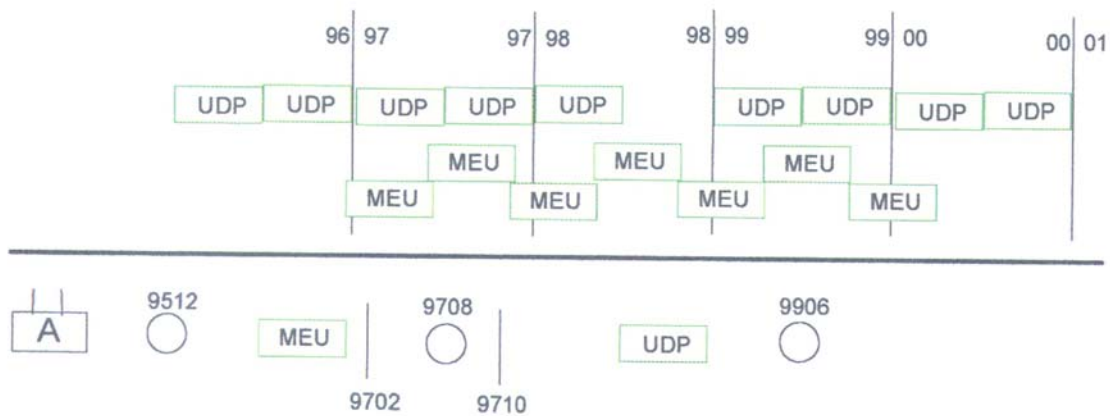 96 97 97 98 98 99 99 00 00 01
UDP UDP UDP UDP UDP UDP UDP UDP UDP
MEU MEU MEU
MEU MEU MEU MEU
9512 9708 9906
A MEU UDP
9702 9710